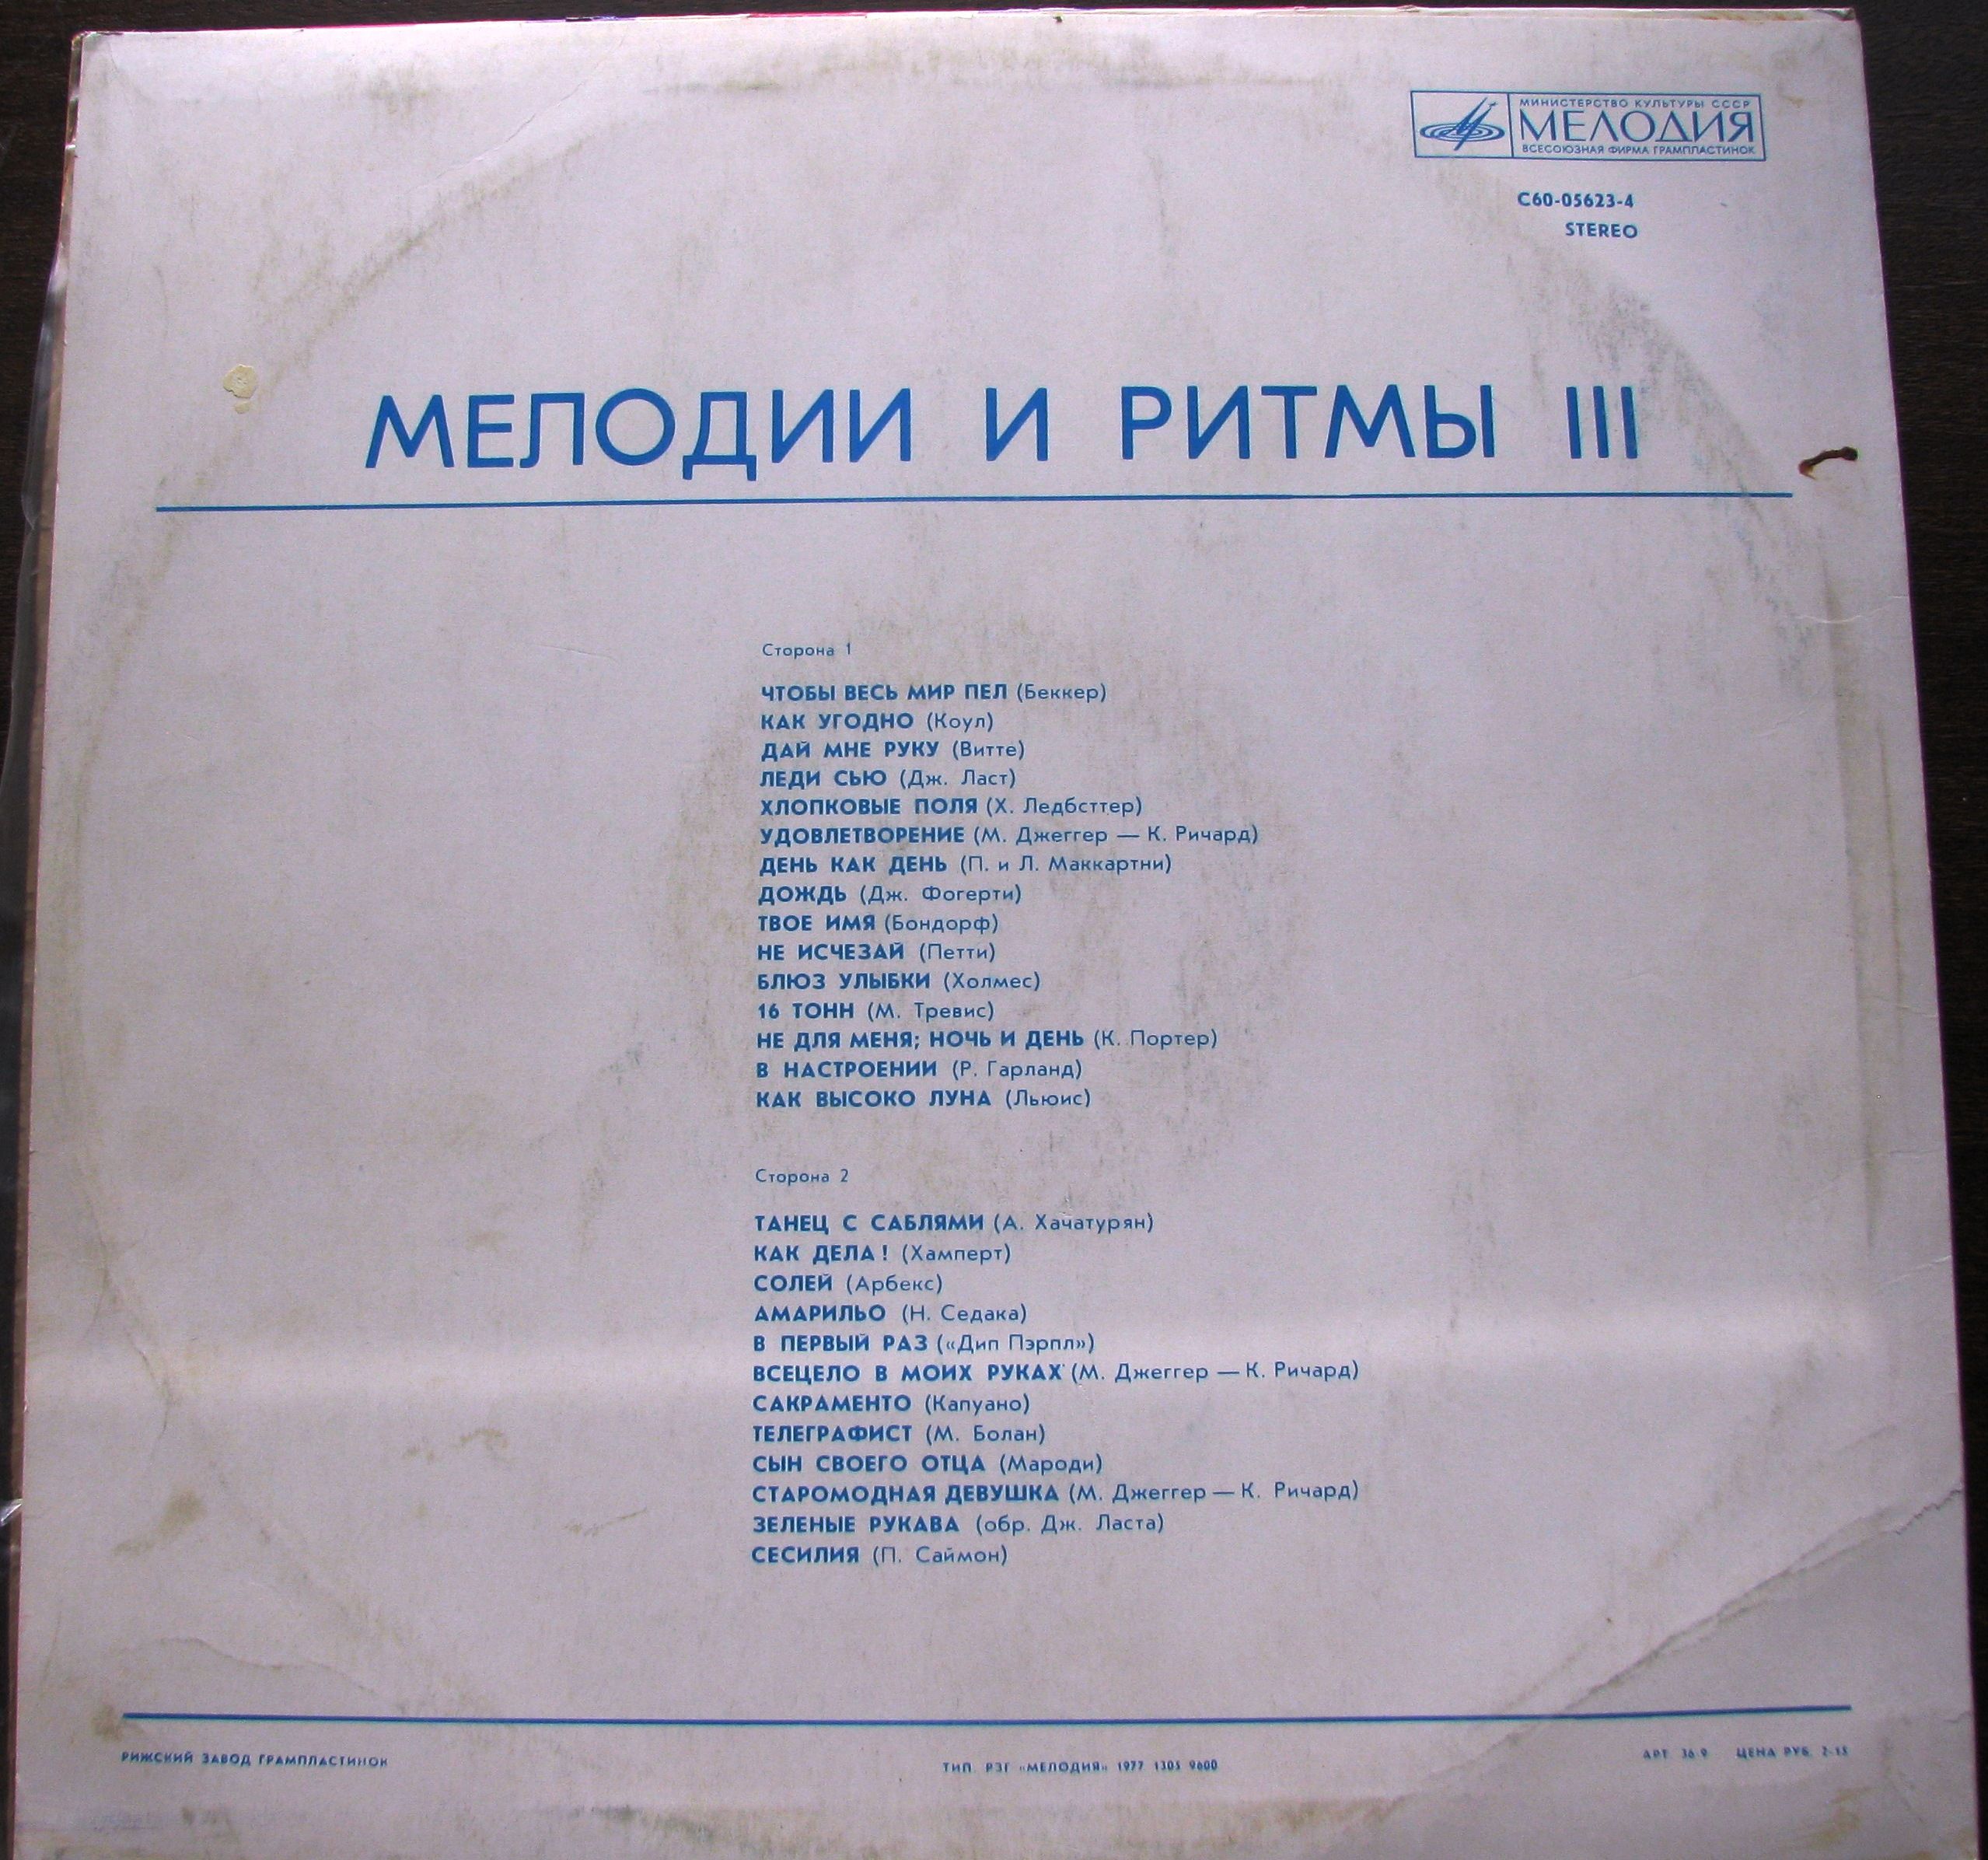 МИНИСТЕРСТВО КУЛЬТУРЫ СССР
МЕЛОДИЯ
ВСЕСОЮЗНАЯ ФИРМА ГРАМПЛАСТИНОК
С60-05623-4
STEREO
МЕЛОДИИ И РИТМЫ III
Сторона 1
ЧТОБЫ ВЕСЬ МИР ПЕЛ (Беккер)
КАК УГОДНО (Коул)
ДАЙ МНЕ РУКУ (Витте)
ЛЕДИ СЬЮ (Дж. Ласт)
ХЛОПКОВЫЕ ПОЛЯ (Х. Ледбсттер)
УДОВЛЕТВОРЕНИЕ (М. Джеггер — К. Ричард)
ДЕНЬ КАК ДЕНЬ (П. и Л. Маккартни)
ДОЖДЬ (Дж. Фогерти)
ТВОЕ ИМЯ (Бондорф)
НЕ ИСЧЕЗАЙ (Петти)
БЛЮЗ УЛЫБКИ (Холмес)
16 ТОНН (М. Тревис)
НЕ ДЛЯ МЕНЯ; НОЧЬ И ДЕНЬ (К. Портер)
В НАСТРОЕНИИ (Р. Гарланд)
КАК ВЫСОКО ЛУНА (Льюис)
Сторона 2
ТАНЕЦ С САБЛЯМИ (А. Хачатурян)
КАК ДЕЛА! (Хамперт)
СОЛЕЙ (Арбекс)
АМАРИЛЬО (Н. Седака)
В ПЕРВЫЙ РАЗ («Дип Пэрпл»)
ВСЕЦЕЛО В МОИХ РУКАХ (М. Джеггер — К. Ричард)
САКРАМЕНТО (Капуано)
ТЕЛЕГРАФИСТ (М. Болан)
СЫН СВОЕГО ОТЦА (Мароди)
СТАРОМОДНАЯ ДЕВУШКА (М. Джеггер — К. Ричард)
ЗЕЛЕНЫЕ РУКАВА (обр. Дж. Ласта)
СЕСИЛИЯ (П. Саймон)
РИЖСКИЙ ЗАВОД ГРАМПЛАСТИНОК
ТИП. РЗГ «МЕЛОДИЯ» 1977 1305 9600
АРТ. 36-9 ЦЕНА РУБ. 2-15